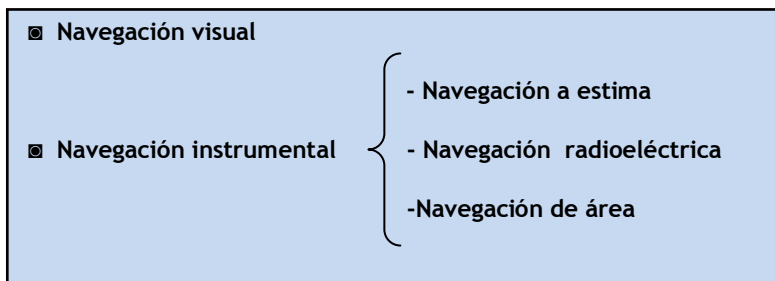 ◙ Navegación visual
- Navegación a estima
◙ Navegación instrumental
- Navegación radioeléctrica
-Navegación de área